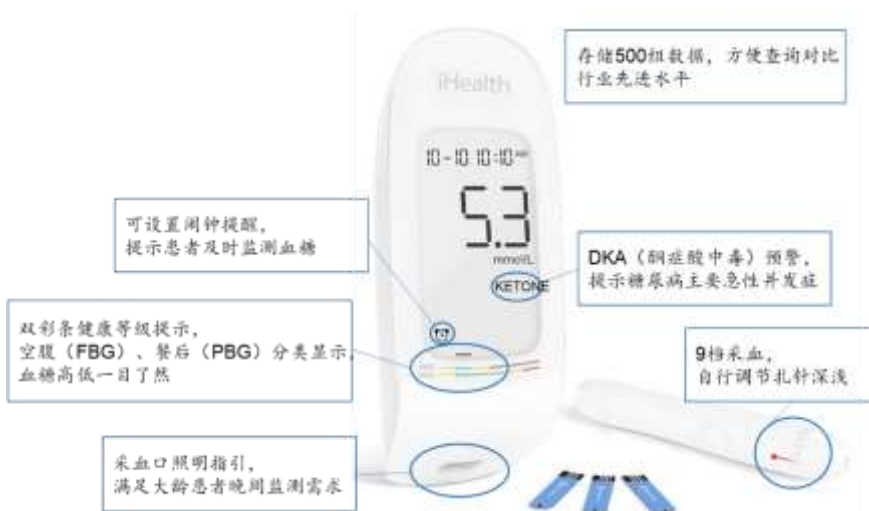 存储500组数据，方便查询对比
行业先进水平
iHealth
10-10 10:10
5.3
mmol/L
KETONE
可设置闹钟提醒，
提示患者及时监测血糖
DKA（酮症酸中毒）预警，
提示糖尿病主要急性并发症
双彩条健康等级提示，
空腹（FBG）、餐后（PBG）分类显示，
血糖高低一目了然
9档采血，
自行调节扎针深浅
采血口照明指引，
满足大龄患者晚间监测需求